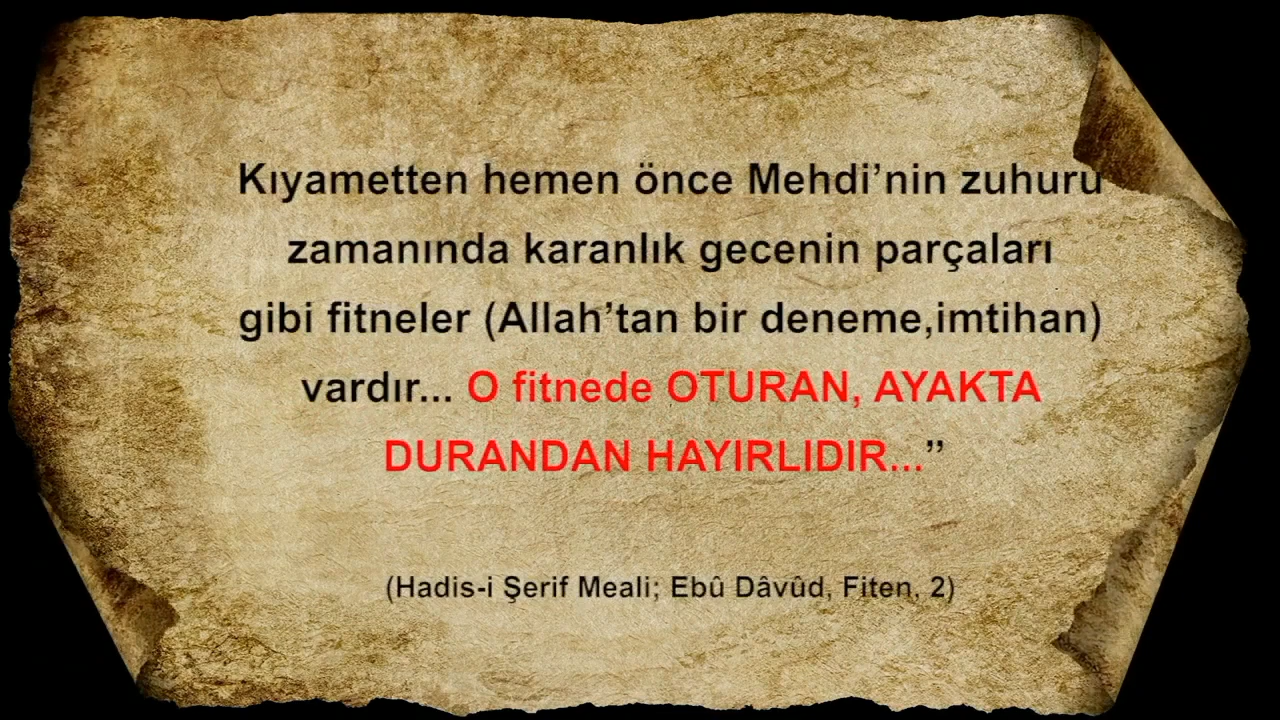 Kıyametten hemen önce Mehdi’nin zuhuru
zamanında karanlık gecenin parçaları
gibi fitneler (Allah’tan bir deneme,imtihan)
vardır... O fitnede OTURAN, AYAKTA
DURANDAN HAYIRLIDIR...”
(Hadis-i Şerif Meali; Ebû Dâvûd, Fiten, 2)